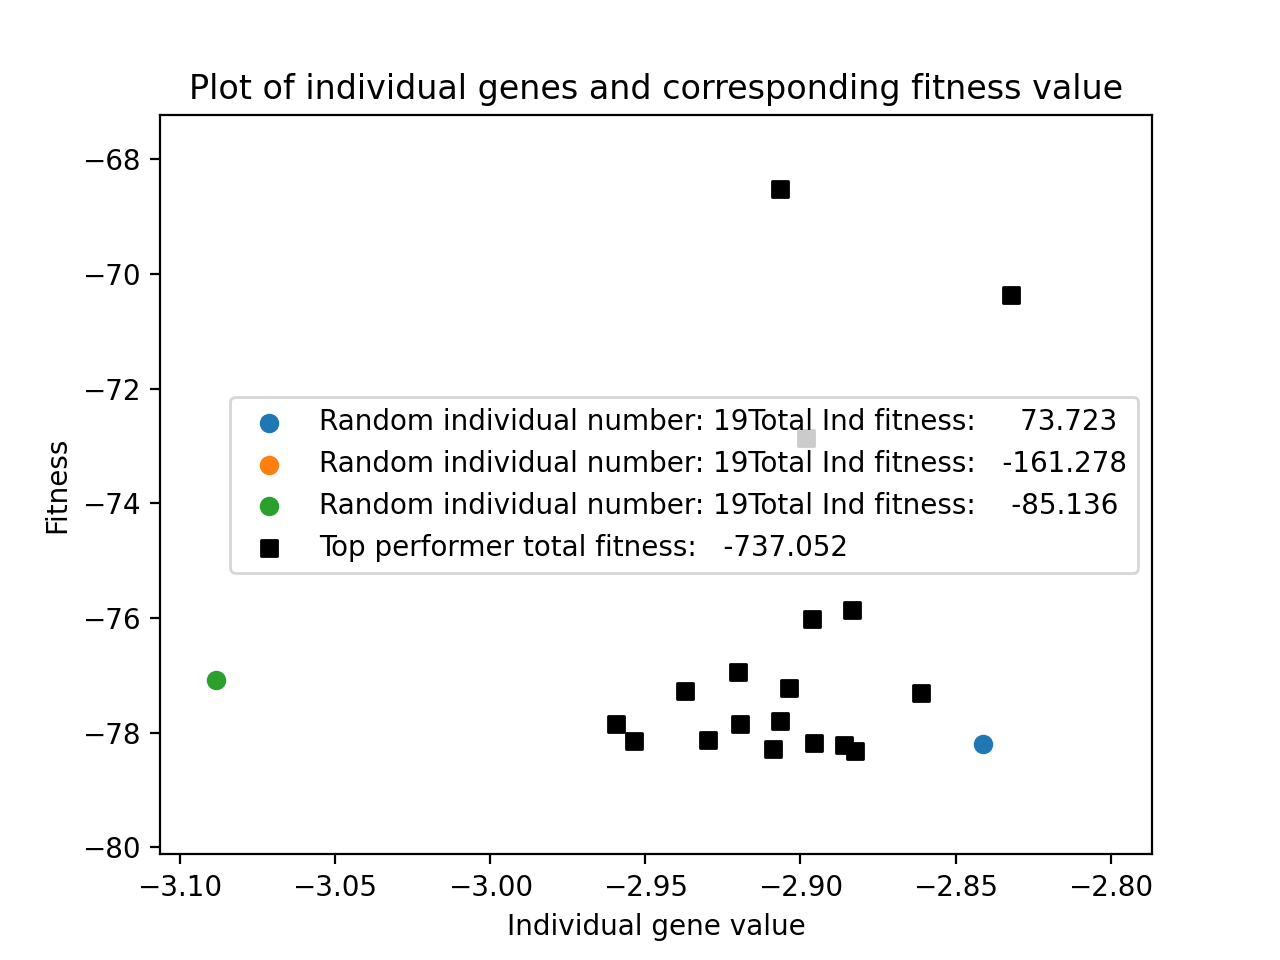 Plot of individual genes and corresponding fitness value
−68
−70
−72
−74
−76
−78
−80
Fitness
Random individual number: 19Total Ind fitness: 73.723
Random individual number: 19Total Ind fitness: -161.278
Random individual number: 19Total Ind fitness: -85.136
Top performer total fitness: -737.052
−3.10 −3.05 −3.00 −2.95 −2.90 −2.85 −2.80
Individual gene value